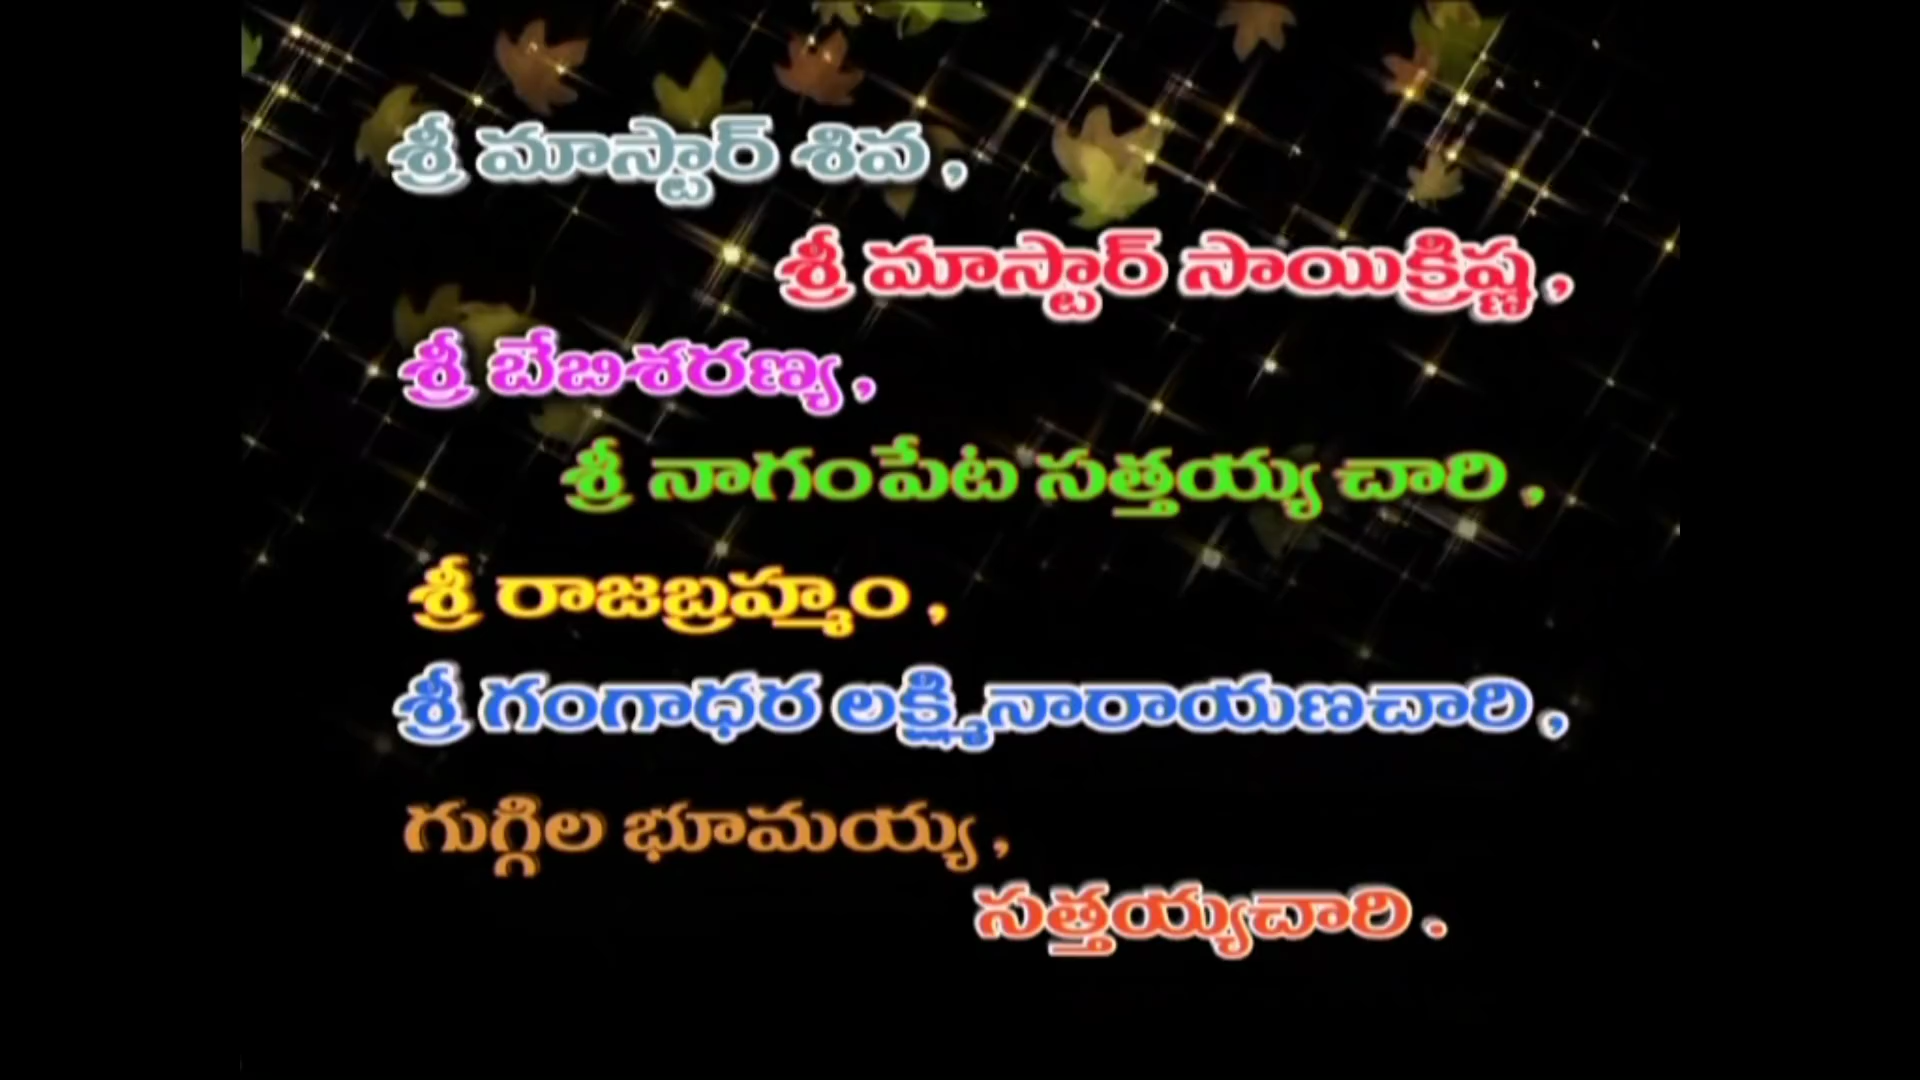 శ్రీ మాస్టార్ శివ ,
శ్రీ మాస్టార్ సాయిక్రిష్ణ ,
శ్రీ బేబిశరణ్య ,
శ్రీ నాగంపేట సత్తయ్య చారి ,
శ్రీ రాజబ్రహ్మం ,
శ్రీ గంగాధర లక్ష్మినారాయణచారి ,
గుగ్గిల భూమయ్య ,
సత్తయ్యచారి .